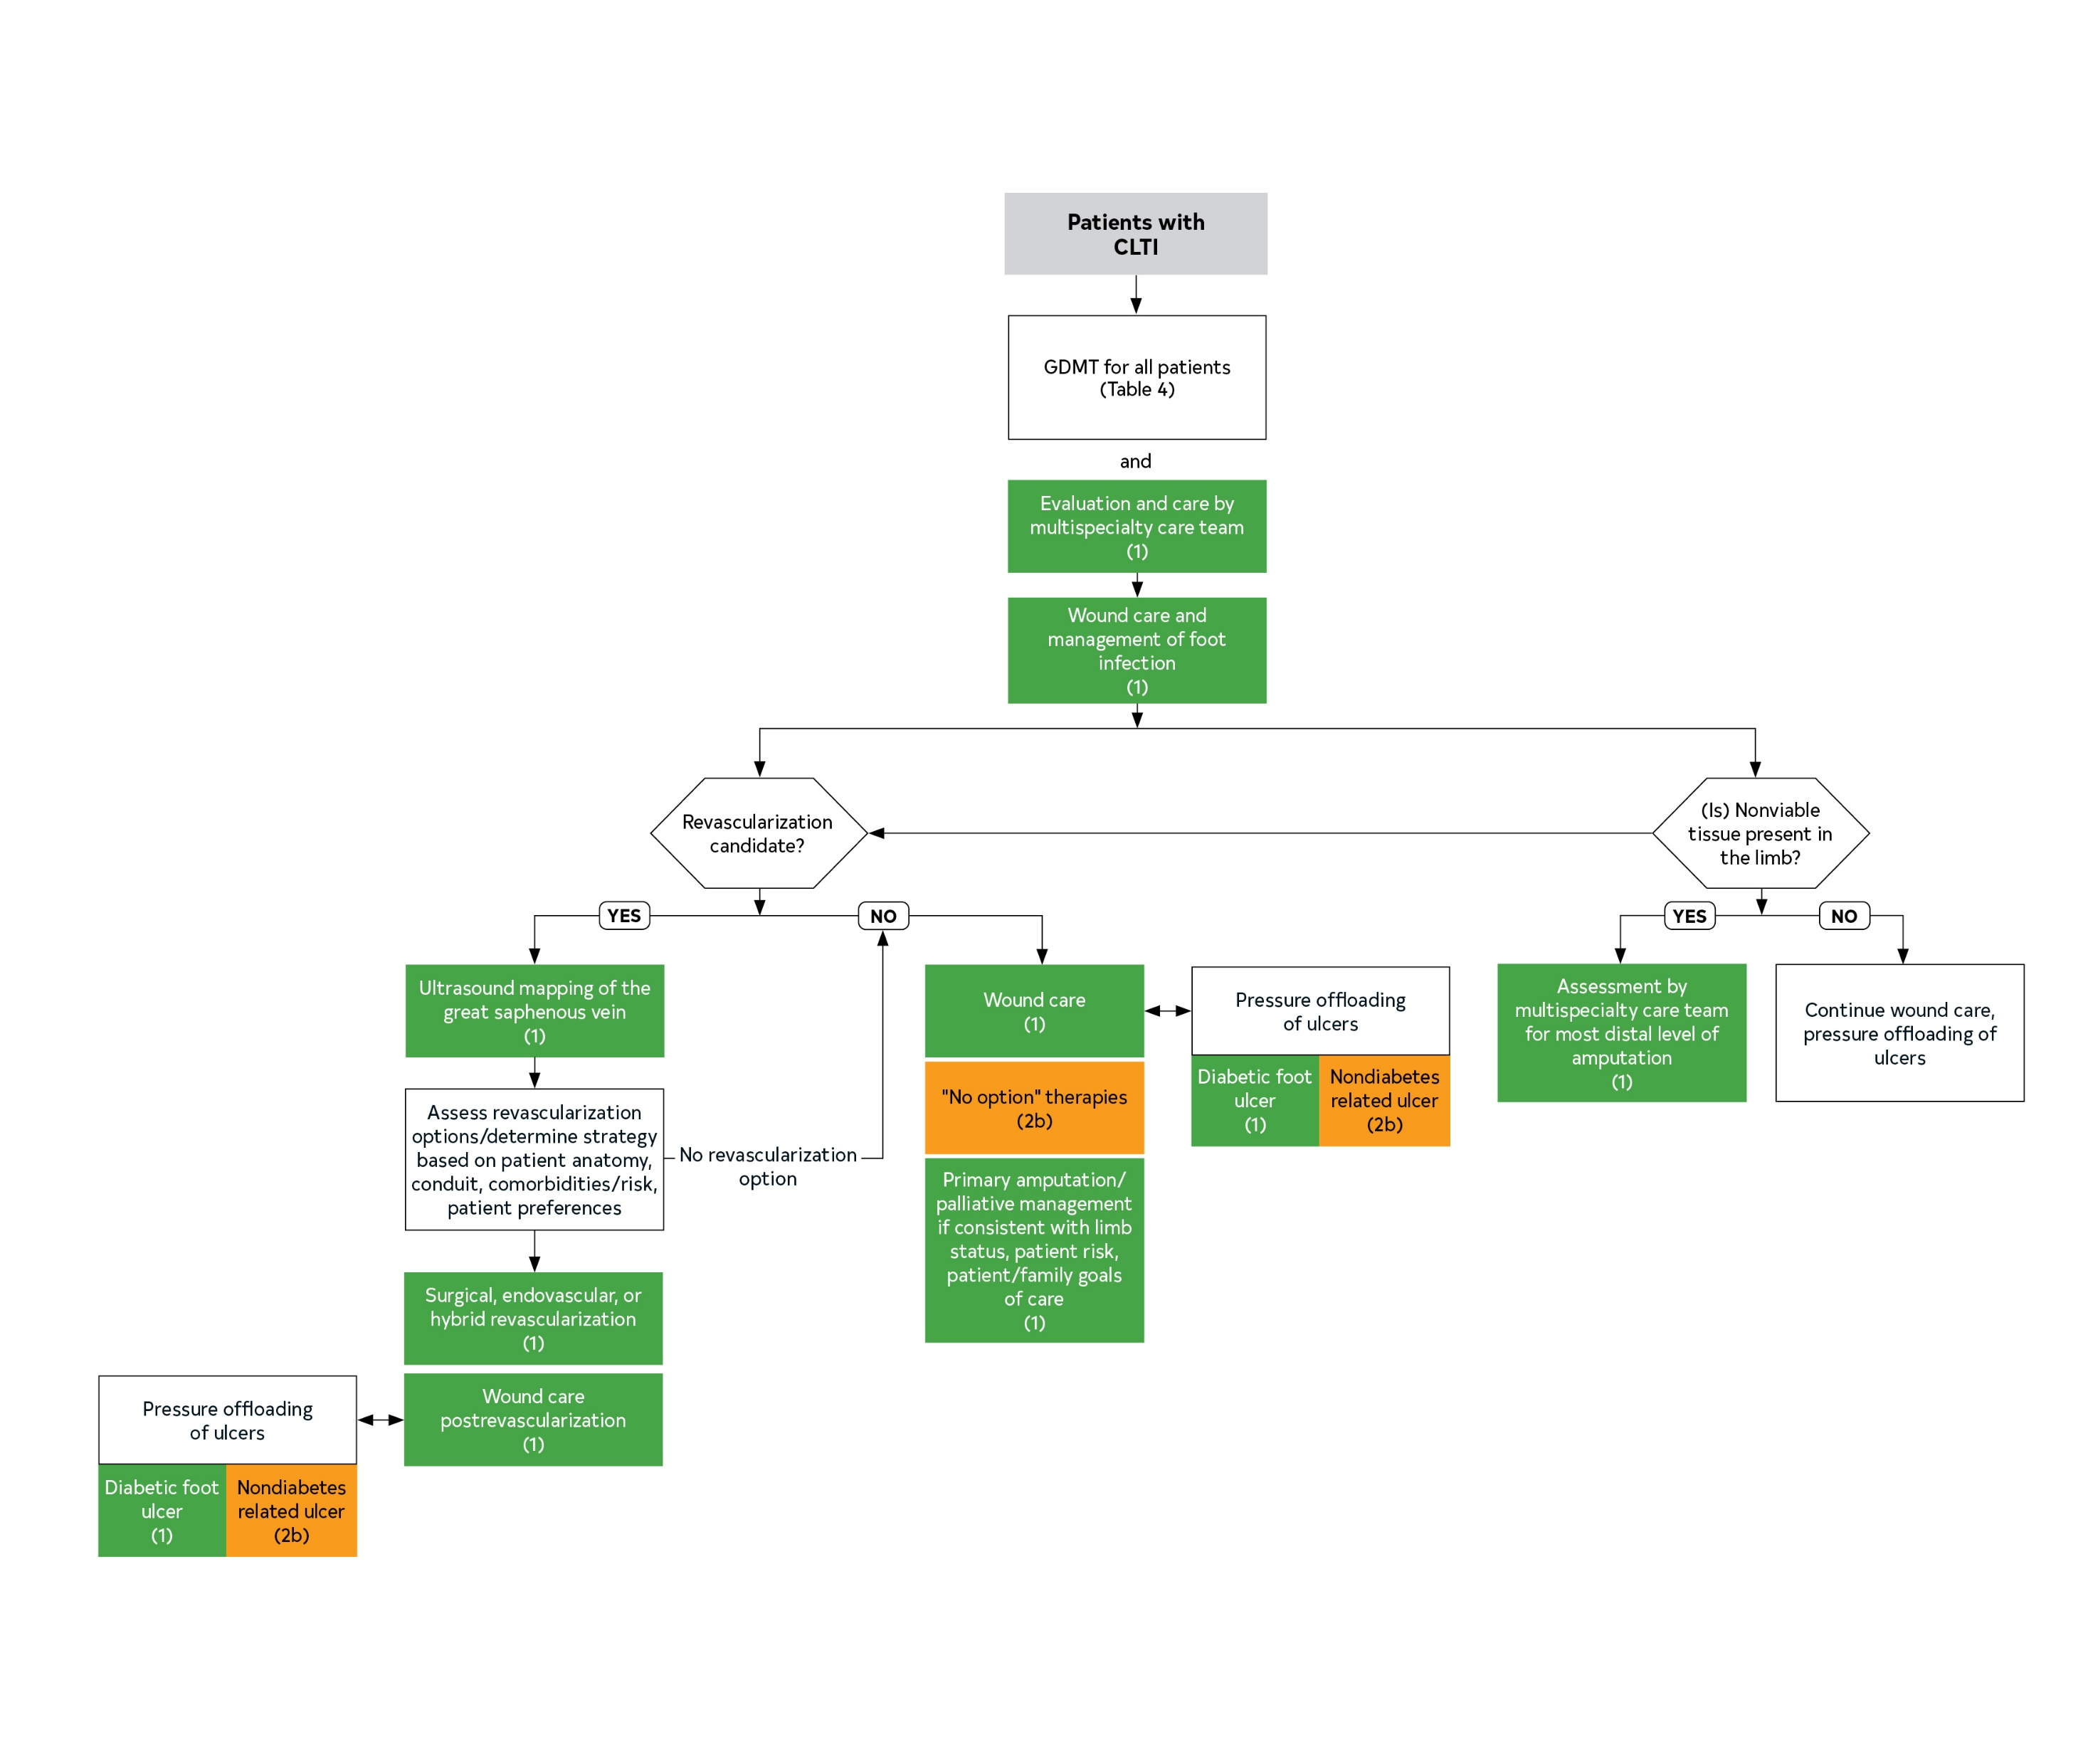 Patients with
CLTI
GDMT for all patients
(Table 4)
and
Evaluation and care by
multispecialty care team
(1)
Wound care and
management of foot
infection
(1)
Revascularization
candidate?
(Is) Nonviable
tissue present in
the limb?
YES
NO
YES
NO
Ultrasound mapping of the
great saphenous vein
(1)
Assess revascularization
options/determine strategy
based on patient anatomy,
conduit, comorbidities/risk,
patient preferences
No revascularization
option
Surgical, endovascular, or
hybrid revascularization
(1)
Wound care
postrevascularization
(1)
Pressure offloading
of ulcers
Diabetic foot
ulcer
(1)
Nondiabetes
related ulcer
(2b)
Wound care
(1)
"No option" therapies
(2b)
Primary amputation/
palliative management
if consistent with limb
status, patient risk,
patient/family goals
of care
(1)
Pressure offloading
of ulcers
Diabetic foot
ulcer
(1)
Nondiabetes
related ulcer
(2b)
Assessment by
multispecialty care team
for most distal level of
amputation
(1)
Continue wound care,
pressure offloading of
ulcers